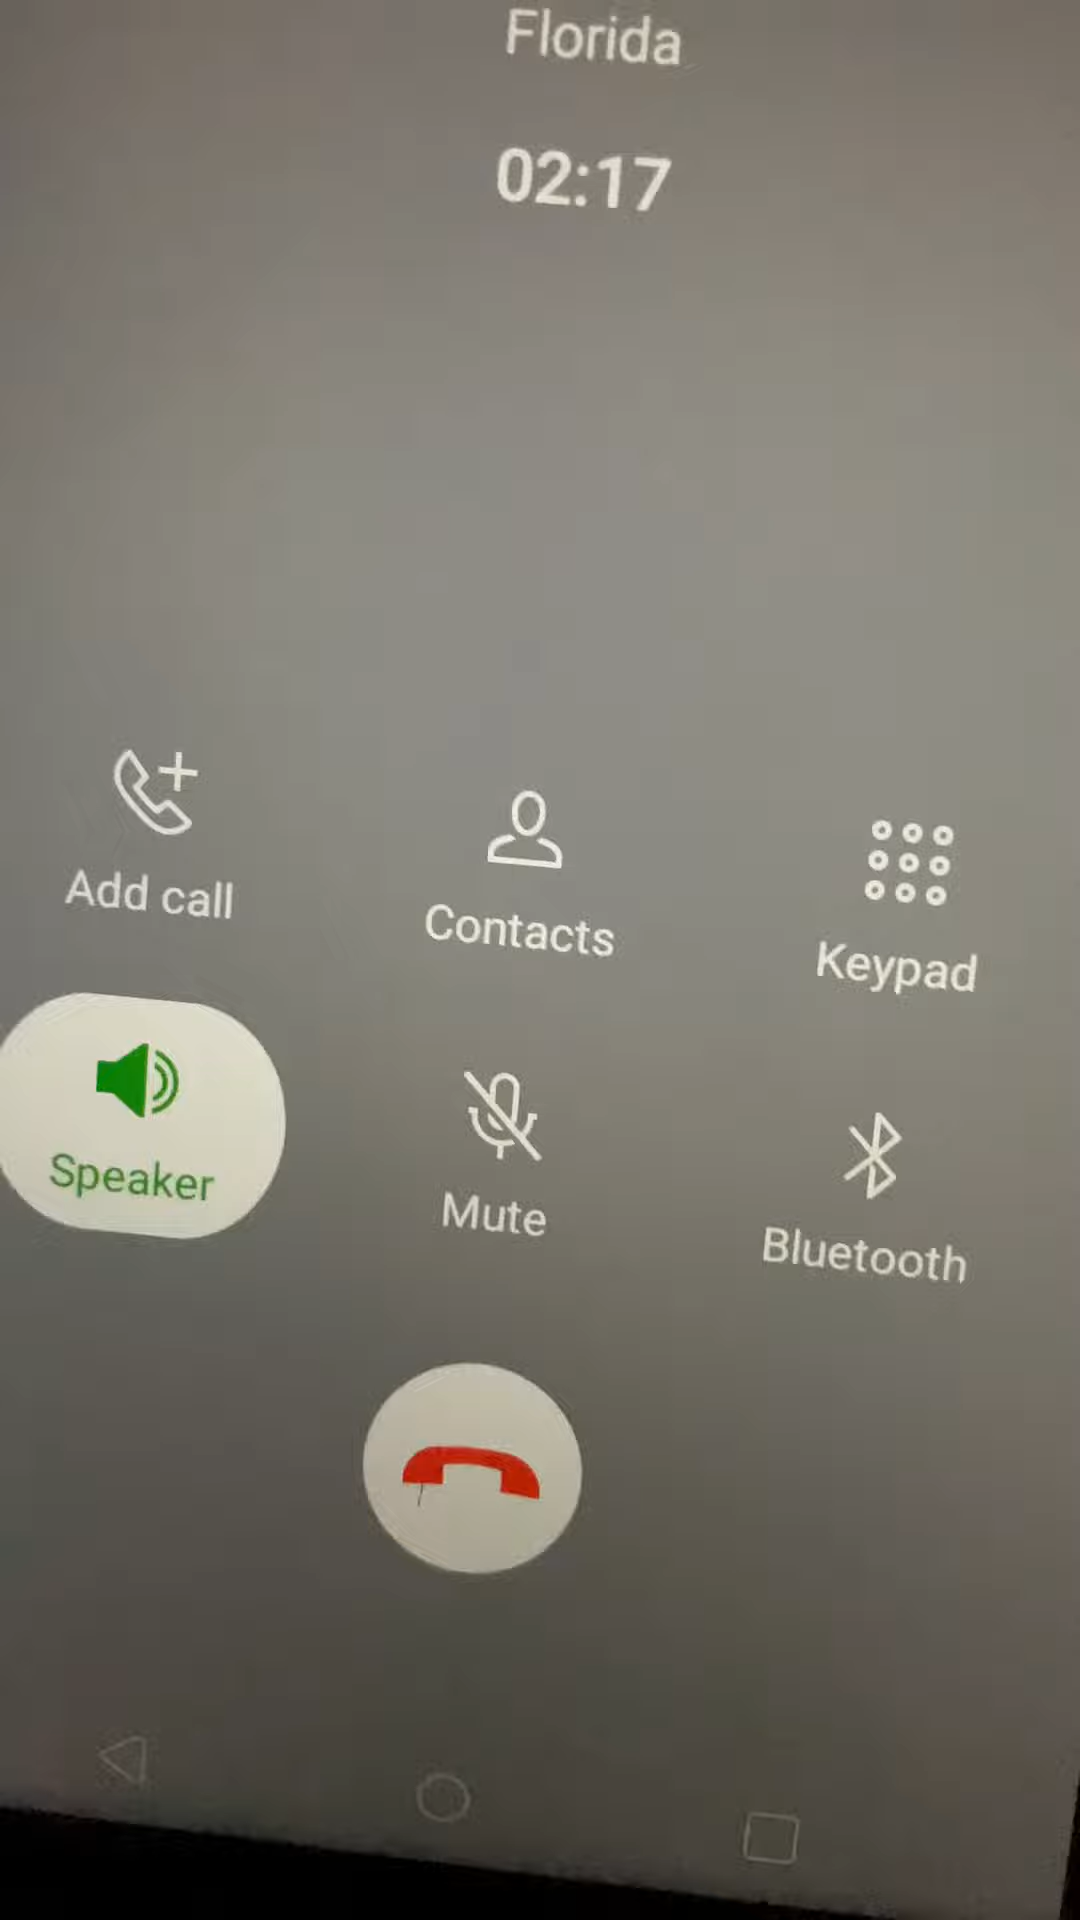 Florida
02:17
Add call
Contacts
Keypad
Speaker
Mute
Bluetooth